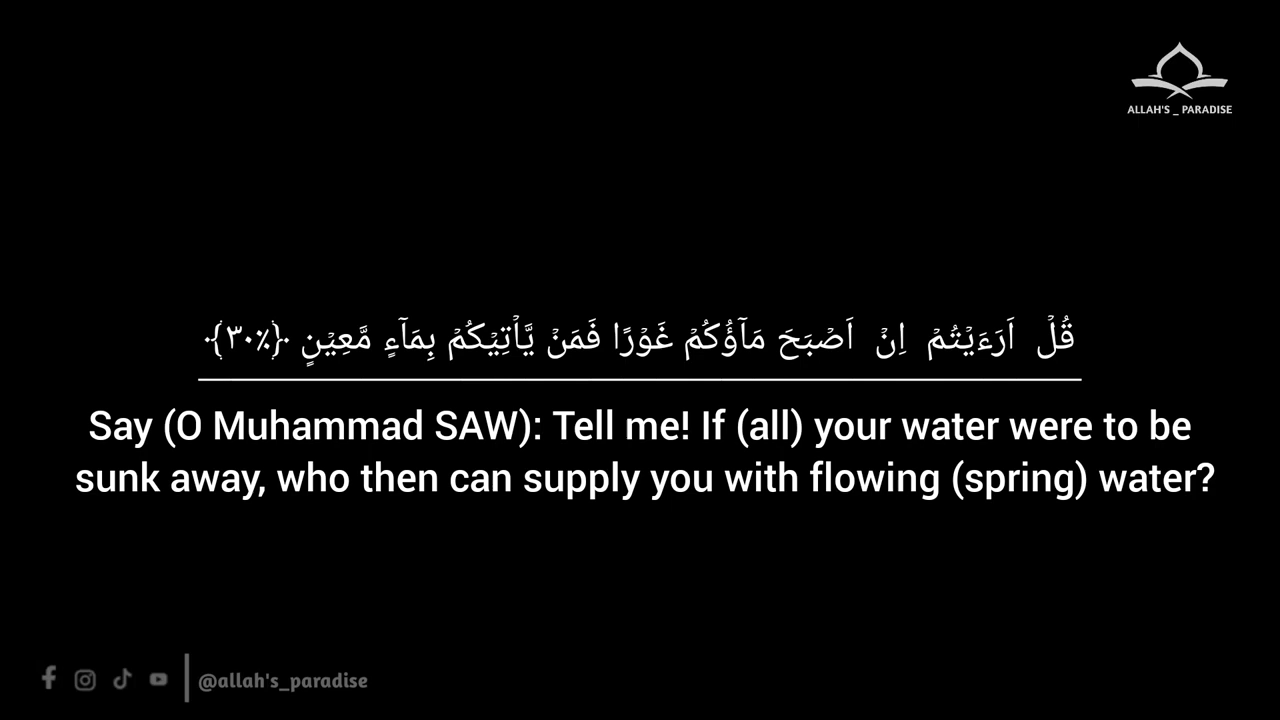 ALLAH'S _ PARADISE
قُلۡ اَرَءَيۡتُمۡ اِنۡ اَصۡبَحَ مَآؤُكُمۡ غَوۡرًا فَمَنۡ يَّاۡتِيۡكُمۡ بِمَآءٍ مَّعِيۡنٍ ﴿٪۳۰﴾
Say (O Muhammad SAW): Tell me! If (all) your water were to be
sunk away, who then can supply you with flowing (spring) water?
@allah's_paradise